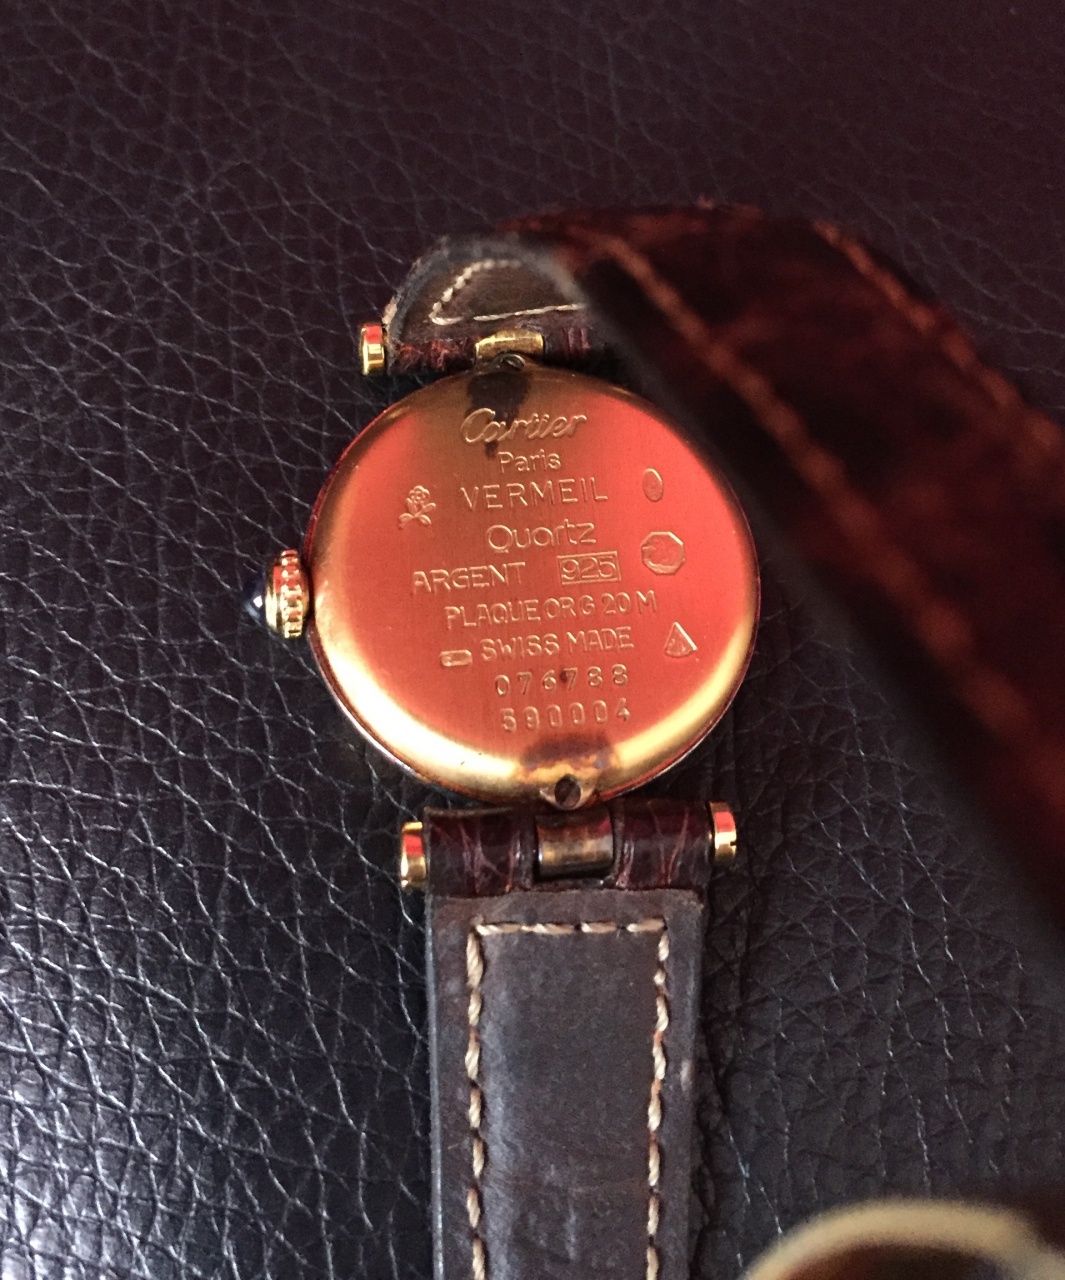 Cartier
Paris
VERMEIL
Quartz
ARGENT 925
PLAQUE OR G 20 M
SWISS MADE
076788
590004